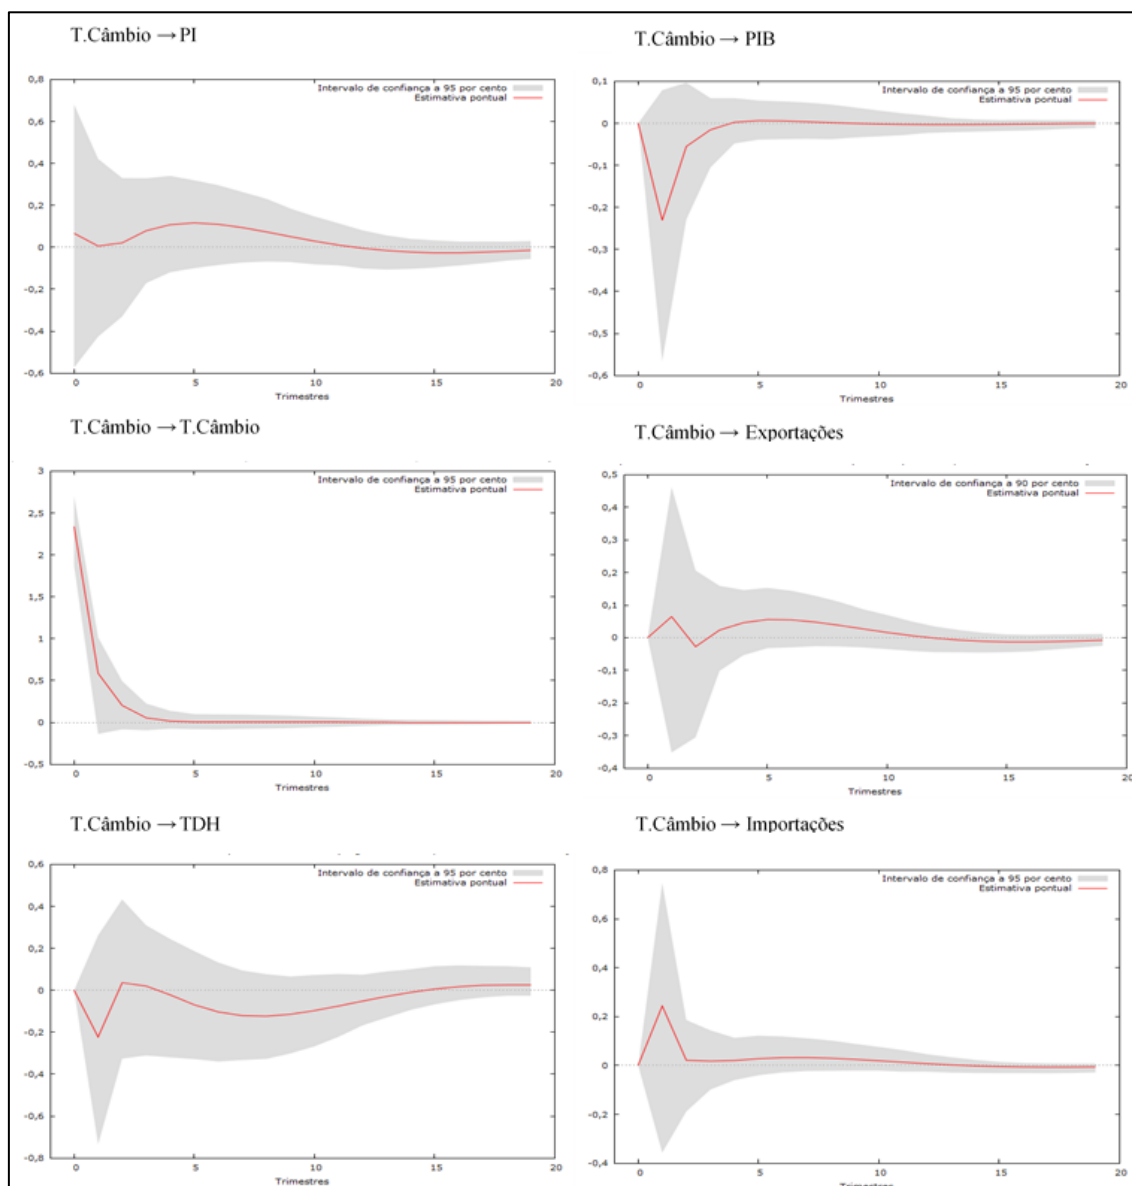 T.Câmbio → PI
0,8
0,6
0,4
0,2
0
-0,2
-0,4
-0,6
Intervalo de confiança a 95 por cento
Estimativa pontual
0 5 10 15 20
Trimestres
T.Câmbio → PIB
0,1
0
-0,1
-0,2
-0,3
-0,4
-0,5
-0,6
Intervalo de confiança a 95 por cento
Estimativa pontual
0 5 10 15 20
Trimestres
T.Câmbio → T.Câmbio
3
2,5
2
1,5
1
0,5
0
-0,5
Intervalo de confiança a 95 por cento
Estimativa pontual
0 5 10 15 20
Trimestres
T.Câmbio → Exportações
0,5
0,4
0,3
0,2
0,1
0
-0,1
-0,2
-0,3
-0,4
Intervalo de confiança a 90 por cento
Estimativa pontual
0 5 10 15 20
Trimestres
T.Câmbio → TDH
0,6
0,4
0,2
0
-0,2
-0,4
-0,6
-0,8
Intervalo de confiança a 95 por cento
Estimativa pontual
0 5 10 15 20
Trimestres
T.Câmbio → Importações
0,8
0,6
0,4
0,2
0
-0,2
-0,4
Intervalo de confiança a 95 por cento
Estimativa pontual
0 5 10 15 20
Trimestres